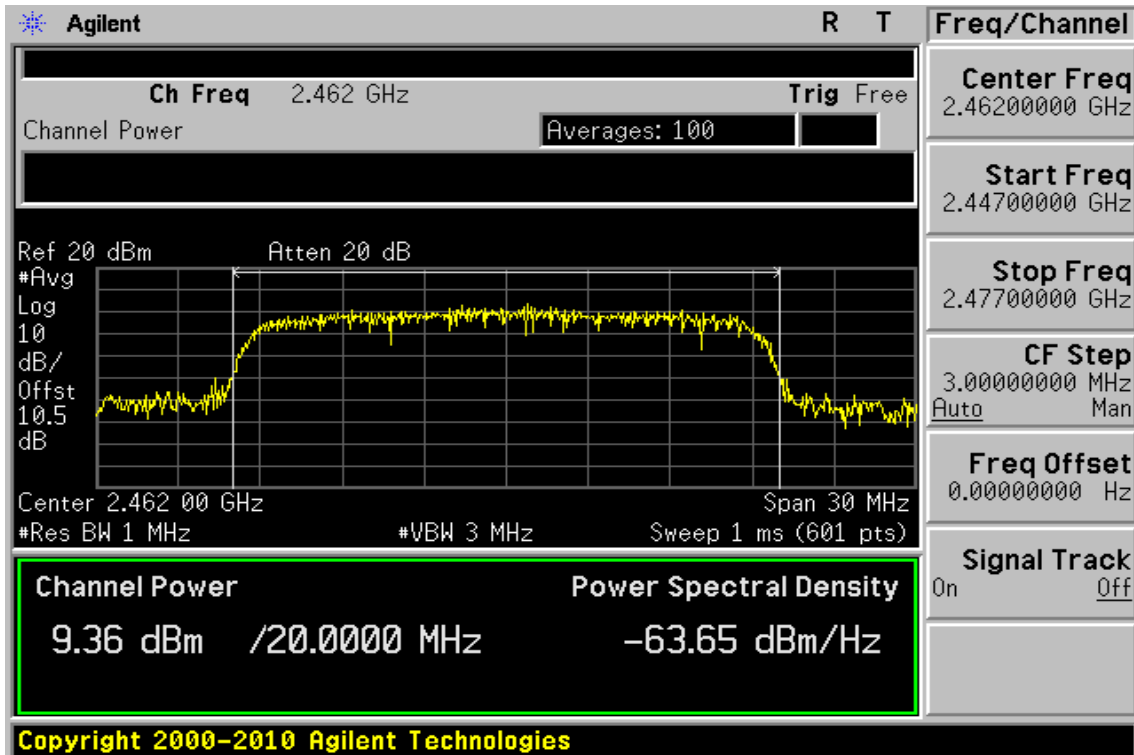 Agilent R T
Freq/Channel
Ch Freq 2.462 GHz Trig Free
Channel Power Averages: 100
Ref 20 dBm Atten 20 dB
#Avg
Log
10
dB/
Offst
10.5
dB
Center 2.462 00 GHz Span 30 MHz
#Res BW 1 MHz #VBW 3 MHz Sweep 1 ms (601 pts)
Channel Power Power Spectral Density
9.36 dBm /20.0000 MHz -63.65 dBm/Hz
Center Freq
2.46200000 GHz
Start Freq
2.44700000 GHz
Stop Freq
2.47700000 GHz
CF Step
3.00000000 MHz
Auto Man
Freq Offset
0.00000000 Hz
Signal Track
On Off
Copyright 2000-2010 Agilent Technologies